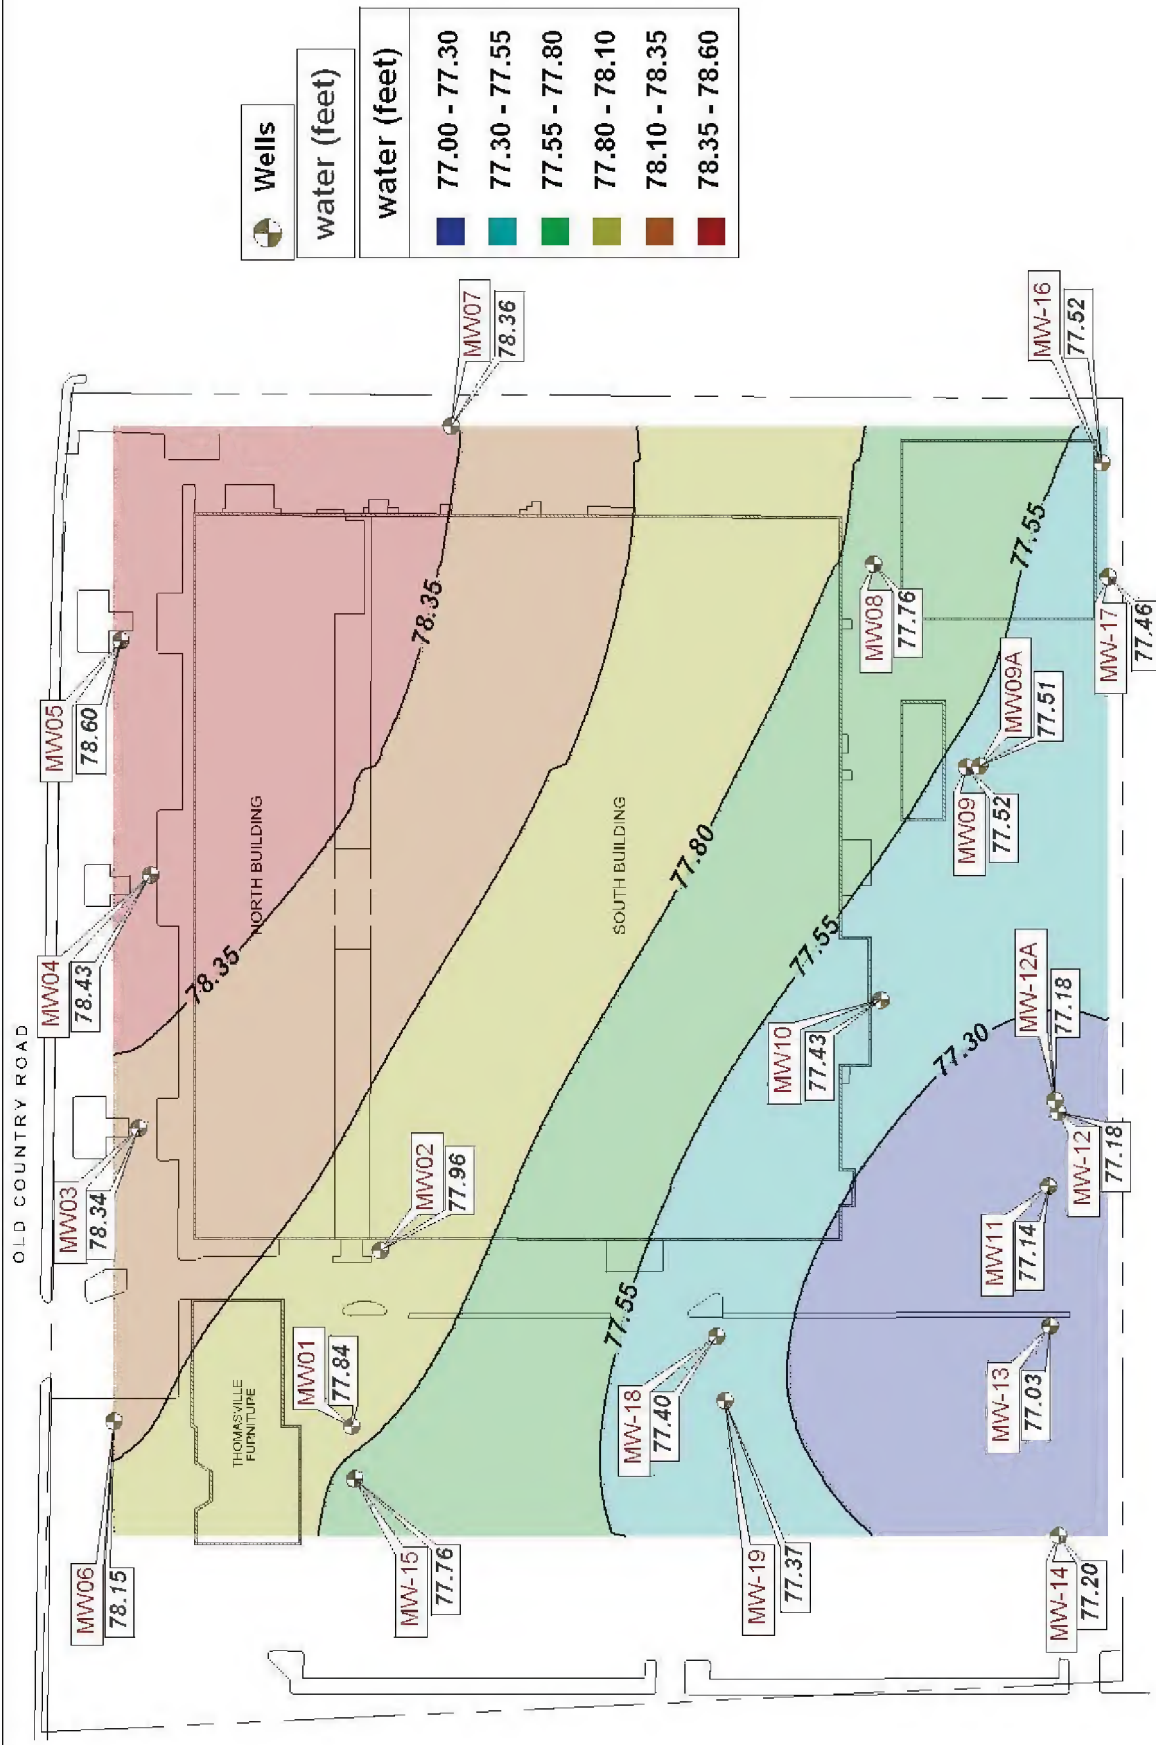 OLD COUNTRY ROAD
Wells
water (feet)
water (feet)
77.00 - 77.30
77.30 - 77.55
77.55 - 77.80
77.80 - 78.10
78.10 - 78.35
78.35 - 78.60
MW06
78.15
MW03
78.34
MW04
78.43
MW05
78.60
MW07
78.36
THOMASVILLE
FURNITURE
NORTH BUILDING
78.35
78.35
MW01
77.84
MW02
77.96
MW-15
77.76
SOUTH BUILDING
77.80
77.55
77.55
77.55
MW-18
77.40
MW-19
77.37
MW10
77.43
MW08
77.76
MW09
77.52
MW09A
77.51
77.30
MW-14
77.20
MW-13
77.03
MW11
77.14
MW-12
77.18
MW-12A
77.18
MW-17
77.46
MW-16
77.52